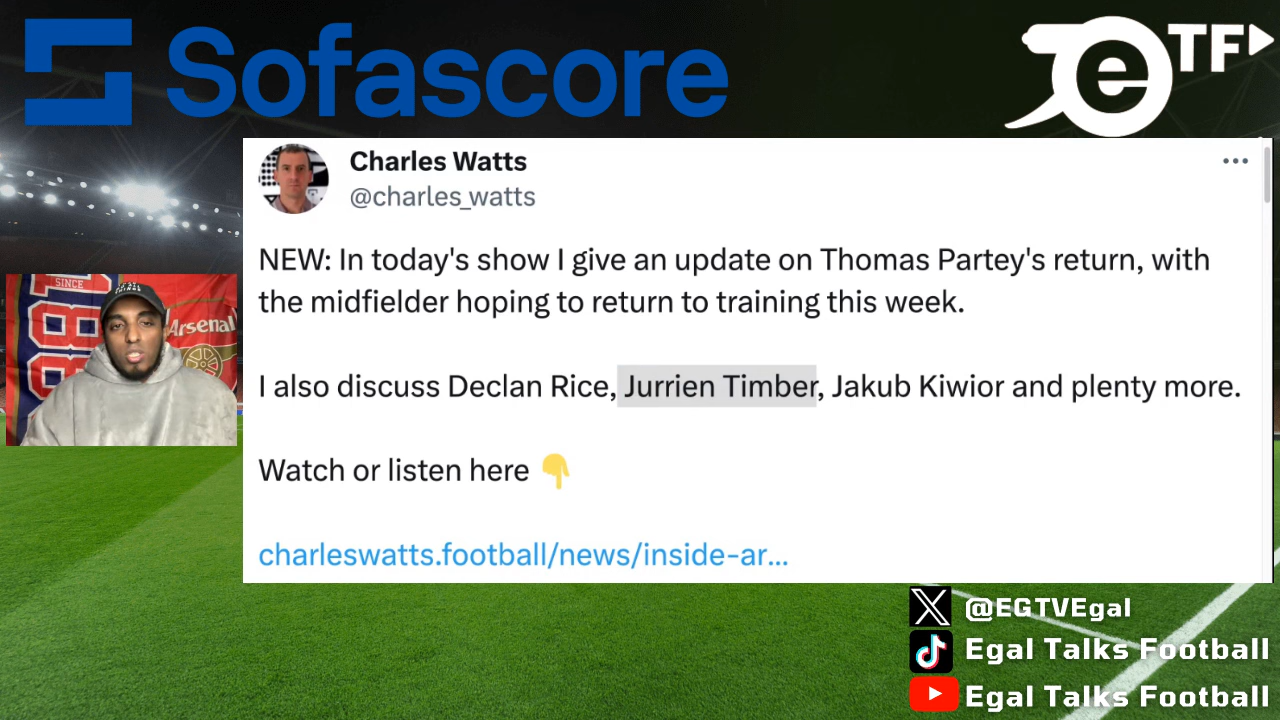 Sofascore
e TF
Charles Watts
@charles_watts
NEW: In today's show I give an update on Thomas Partey's return, with
the midfielder hoping to return to training this week.
I also discuss Declan Rice, Jurrien Timber, Jakub Kiwior and plenty more.
Watch or listen here 👇
charleswatts.football/news/inside-ar...
SINCE
Arsenal
@EGTVEgal
Egal Talks Football
Egal Talks Football